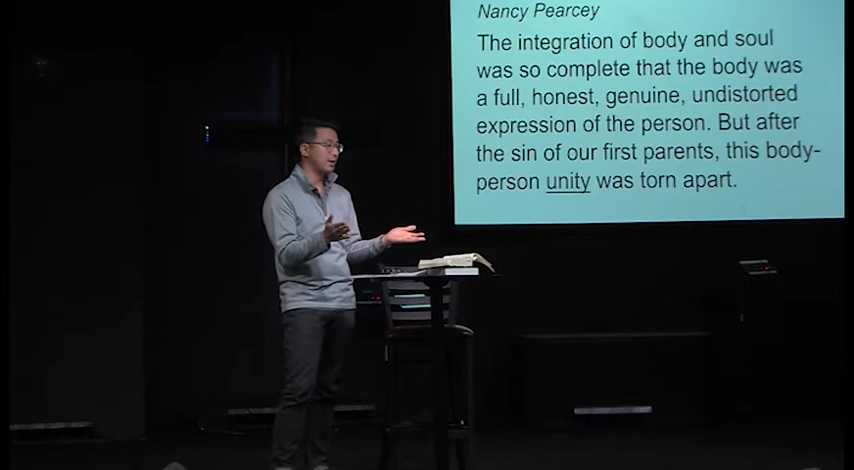 Nancy Pearcey
The integration of body and soul
was so complete that the body was
a full, honest, genuine, undistorted
expression of the person. But after
the sin of our first parents, this body-
person unity was torn apart.